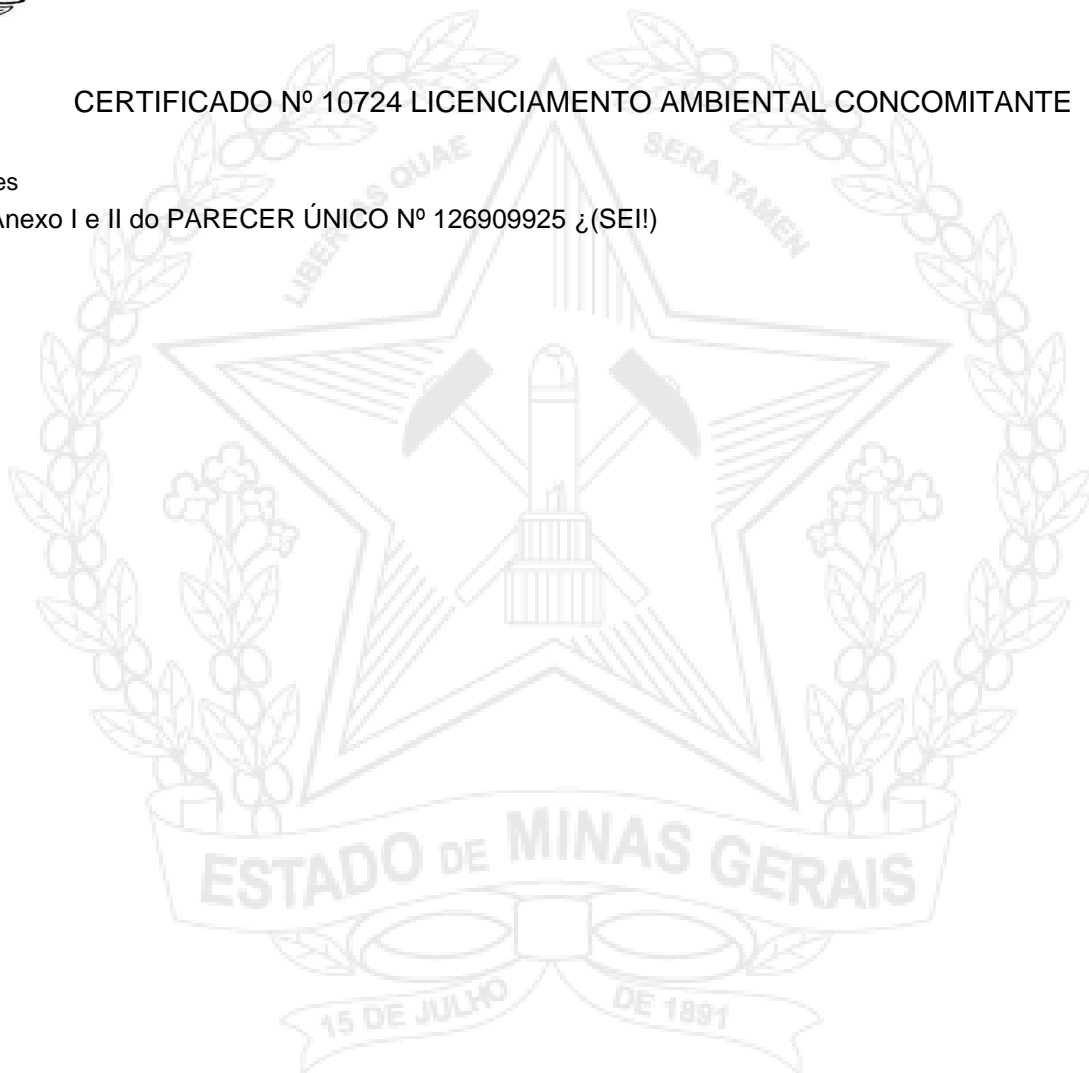 CERTIFICADO Nº 10724 LICENCIAMENTO AMBIENTAL CONCOMITANTE
es
Anexo I e II do PARECER ÚNICO Nº 126909925 ¿(SEI!)
LIBERTAS QUAE SERA TAMEN
ESTADO DE MINAS GERAIS
15 DE JULHO DE 1891